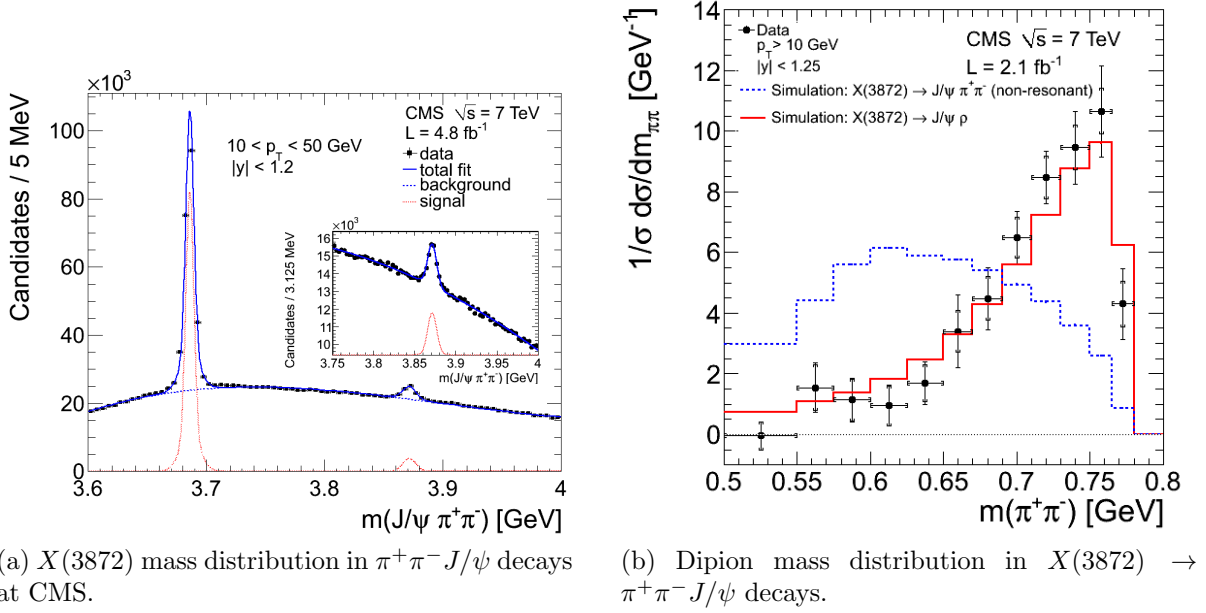 ×10³
Candidates / 5 MeV
100
80
60
40
20
0
3.6
3.7
3.8
3.9
4
m(J/ψ π⁺π⁻) [GeV]
CMS √s = 7 TeV
L = 4.8 fb⁻¹
10 < p_T < 50 GeV
|y| < 1.2
data
total fit
background
signal
×10³
Candidates / 3.125 MeV
16
15
14
13
12
11
10
3.75
3.8
3.85
3.9
3.95
4
m(J/ψ π⁺π⁻) [GeV]
(a) X(3872) mass distribution in π⁺π⁻J/ψ decays
at CMS.
1/σ dσ/dm_ππ [GeV⁻¹]
14
12
10
8
6
4
2
0
0.5
0.55
0.6
0.65
0.7
0.75
0.8
m(π⁺π⁻) [GeV]
Data
p_T > 10 GeV
|y| < 1.25
CMS √s = 7 TeV
L = 2.1 fb⁻¹
Simulation: X(3872) → J/ψ π⁺π⁻ (non-resonant)
Simulation: X(3872) → J/ψ ρ
(b) Dipion mass distribution in X(3872) →
π⁺π⁻J/ψ decays.